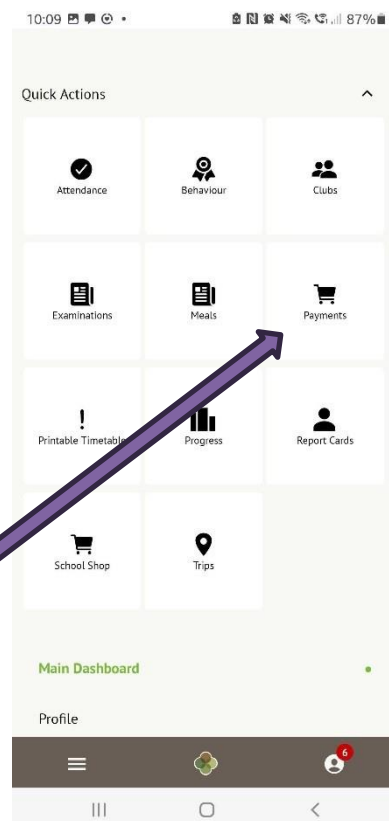 10:09
87%
Quick Actions
Attendance
Behaviour
Clubs
Examinations
Meals
Payments
Printable Timetable
Progress
Report Cards
School Shop
Trips
Main Dashboard
Profile
6